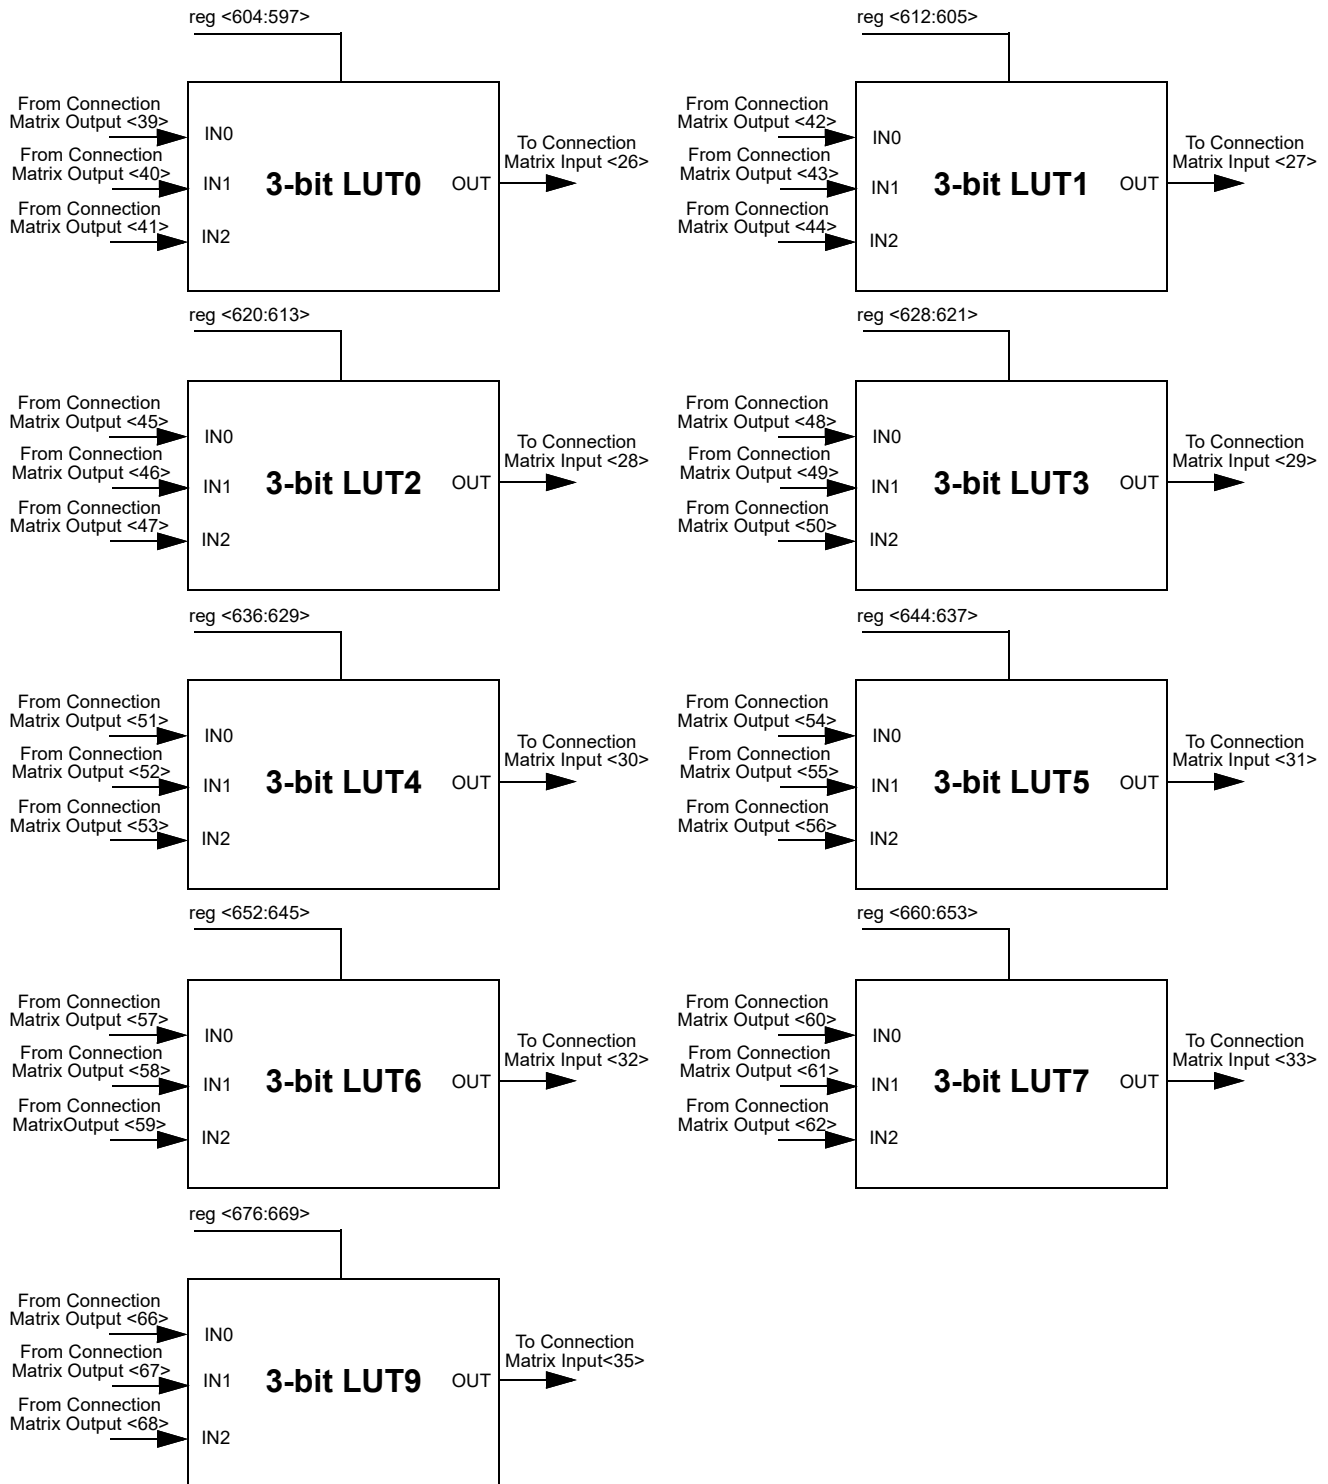 reg <604:597>
From Connection
Matrix Output <39>
IN0
From Connection
Matrix Output <40>
IN1
From Connection
Matrix Output <41>
IN2
3-bit LUT0
OUT
To Connection
Matrix Input <26>
reg <612:605>
From Connection
Matrix Output <42>
IN0
From Connection
Matrix Output <43>
IN1
From Connection
Matrix Output <44>
IN2
3-bit LUT1
OUT
To Connection
Matrix Input <27>
reg <620:613>
From Connection
Matrix Output <45>
IN0
From Connection
Matrix Output <46>
IN1
From Connection
Matrix Output <47>
IN2
3-bit LUT2
OUT
To Connection
Matrix Input <28>
reg <628:621>
From Connection
Matrix Output <48>
IN0
From Connection
Matrix Output <49>
IN1
From Connection
Matrix Output <50>
IN2
3-bit LUT3
OUT
To Connection
Matrix Input <29>
reg <636:629>
From Connection
Matrix Output <51>
IN0
From Connection
Matrix Output <52>
IN1
From Connection
Matrix Output <53>
IN2
3-bit LUT4
OUT
To Connection
Matrix Input <30>
reg <644:637>
From Connection
Matrix Output <54>
IN0
From Connection
Matrix Output <55>
IN1
From Connection
Matrix Output <56>
IN2
3-bit LUT5
OUT
To Connection
Matrix Input <31>
reg <652:645>
From Connection
Matrix Output <57>
IN0
From Connection
Matrix Output <58>
IN1
From Connection
MatrixOutput <59>
IN2
3-bit LUT6
OUT
To Connection
Matrix Input <32>
reg <660:653>
From Connection
Matrix Output <60>
IN0
From Connection
Matrix Output <61>
IN1
From Connection
Matrix Output <62>
IN2
3-bit LUT7
OUT
To Connection
Matrix Input <33>
reg <676:669>
From Connection
Matrix Output <66>
IN0
From Connection
Matrix Output <67>
IN1
From Connection
Matrix Output <68>
IN2
3-bit LUT9
OUT
To Connection
Matrix Input<35>